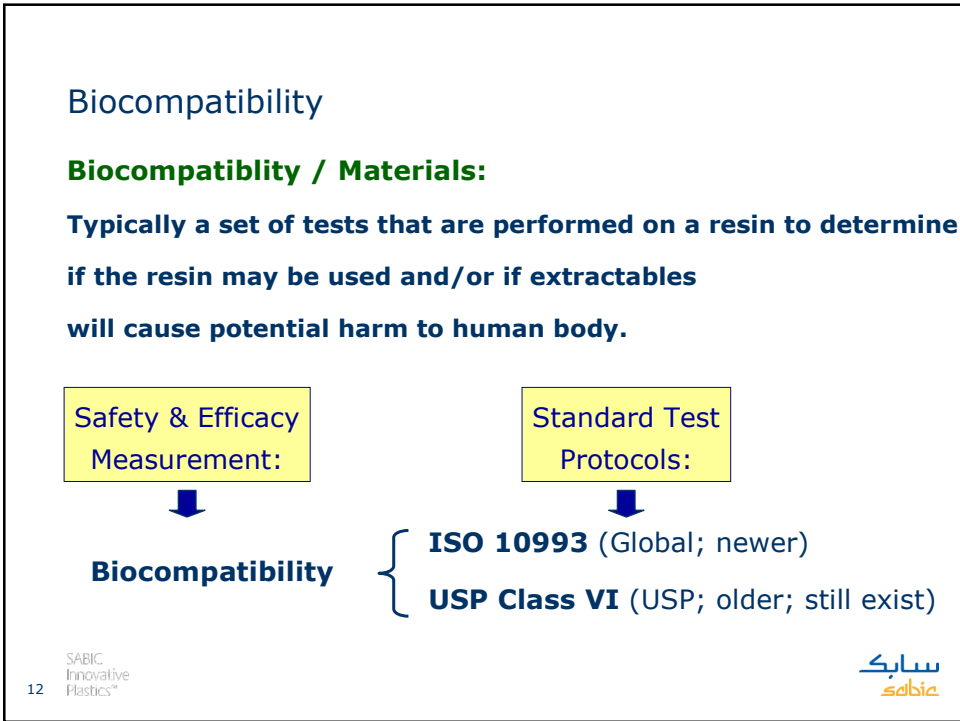 Biocompatibility
Biocompatiblity / Materials:
Typically a set of tests that are performed on a resin to determine
if the resin may be used and/or if extractables
will cause potential harm to human body.
Safety & Efficacy
Measurement:
Standard Test
Protocols:
Biocompatibility
ISO 10993 (Global; newer)
USP Class VI (USP; older; still exist)
12
SABIC
Innovative
Plastics™
سابك
sabic